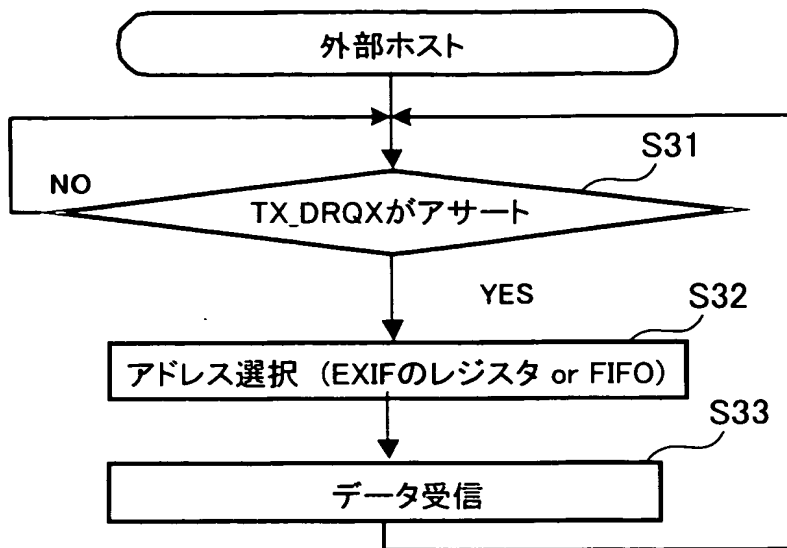 外部ホスト
S31
NO
TX_DRQXがアサート
YES
S32
アドレス選択 (EXIFのレジスタ or FIFO)
S33
データ受信